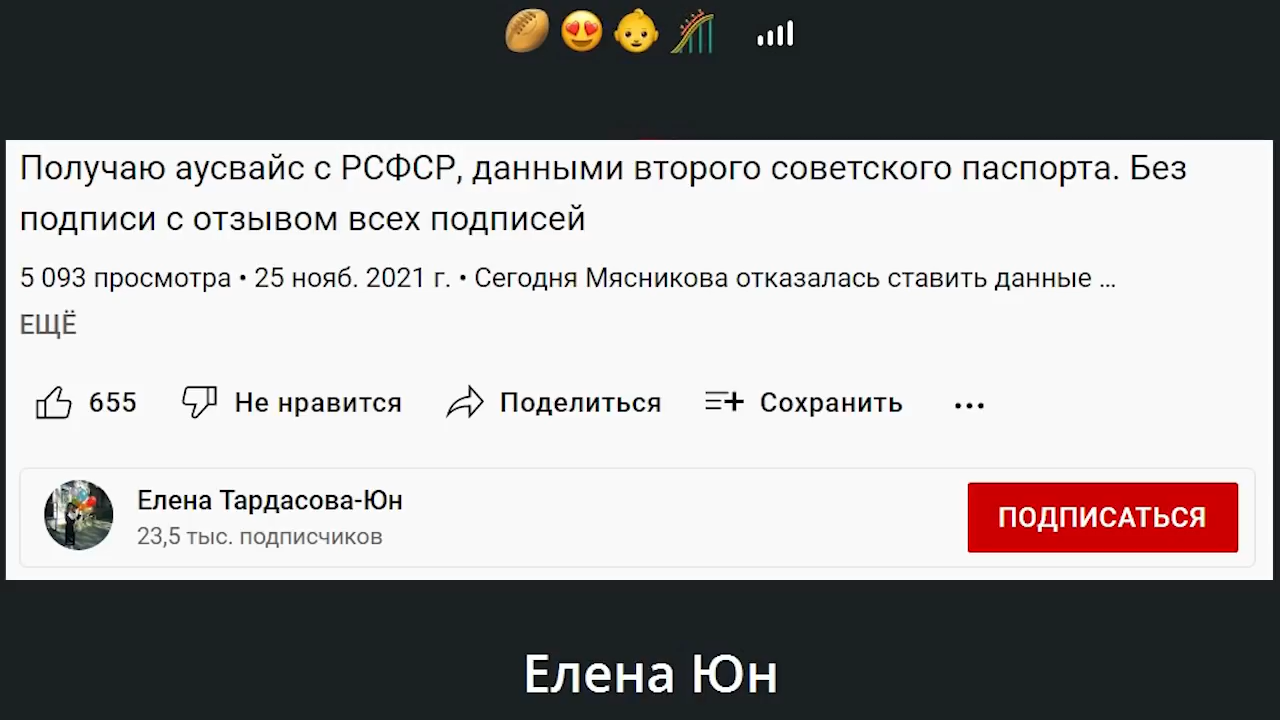 Получаю аусвайс с РСФСР, данными второго советского паспорта. Без
подписи с отзывом всех подписей
5 093 просмотра • 25 нояб. 2021 г. • Сегодня Мясникова отказалась ставить данные ...
ЕЩЁ
655 Не нравится Поделиться Сохранить
Елена Тардасова-Юн
23,5 тыс. подписчиков
ПОДПИСАТЬСЯ
Елена Юн